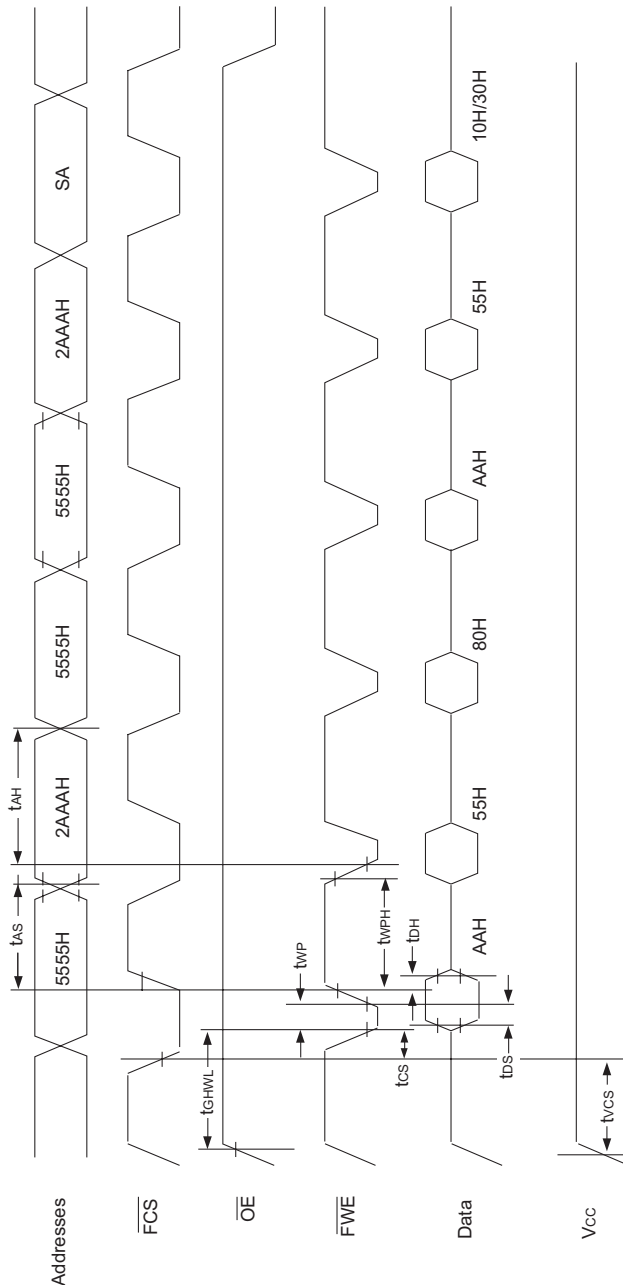 Addresses
5555H
2AAAH
5555H
5555H
2AAAH
SA
tAS
tAH
FCS
OE
tGHWL
FWE
tCS
tWP
tWPH
Data
AAH
55H
80H
AAH
55H
10H/30H
tDS
tDH
VCC
tVCS